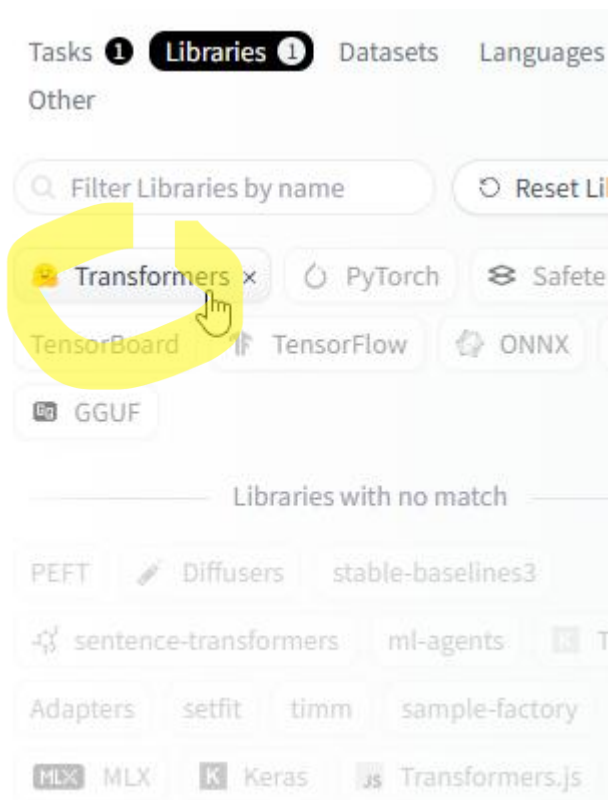 Tasks 1 Libraries 1 Datasets Languages
Other
Filter Libraries by name Reset Li
Transformers × PyTorch Safete
TensorBoard TensorFlow ONNX
GGUF
Libraries with no match
PEFT Diffusers stable-baselines3
sentence-transformers ml-agents K T
Adapters setfit timm sample-factory
MLX MLX K Keras JS Transformers.js